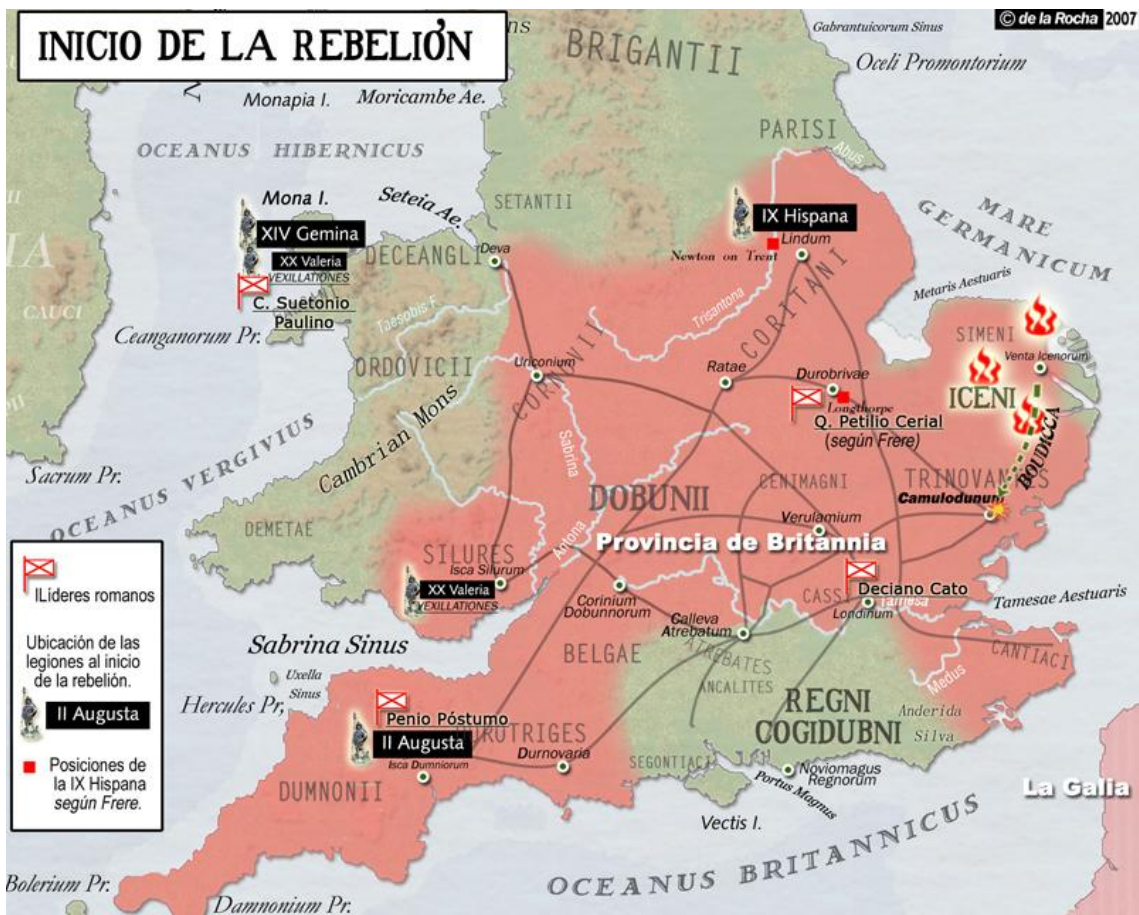 © de la Rocha 2007
INICIO DE LA REBELIÓN
BRIGANTII
Gabrantuicorum Sinus
Oceli Promontorium
Monapia I.
Moricambe Ae.
PARISI
Abus
OCEANUS HIBERNICUS
SETANTII
Mona I.
Seteia Ae.
XIV Gemina
XX Valeria
VEXILLATIONES
C. Suetonio
Paulino
DECEANGLI
Deva
IX Hispana
Newton on Trent
Lindum
MARE
GERMANICUM
Metaris Aestuaris
CAUCI
Ceanganorum Pr.
Taesobis F.
Trisantona
CORITANI
SIMENI
Venta Icenorum
ORDOVICII
Uriconium
CORNOVII
Ratae
Durobrivae
Longthorpe
Q. Petilio Cerial
(según Frere)
ICENI
BOUDICCA
Sacrum Pr.
OCEANUS VERGIVIUS
Cambrian Mons
Sabrina
DOBUNII
CENIMAGNI
TRINOVANTES
Camulodunum
DEMETAE
Antona
Verulamium
Provincia de Britannia
SILURES
Isca Silurum
XX Valeria
VEXILLATIONES
Corinium
Dobunnorum
CASSI
Deciano Cato
Londinium
Tamesa
Tamesae Aestuaris
Calleva
Atrebatum
ATREBATES
ANCALITES
CANTIACI
Medus
Sabrina Sinus
BELGAE
Uxella
Sinus
Hercules Pr,
REGNI
COGIDUBNI
Anderida
Silva
Penio Póstumo
II Augusta
DUROTRIGES
Isca Dumniorum
Durnovaria
SEGONTIACI
Noviomagus
Regnorum
Portus Magnus
DUMNONII
Vectis I.
La Galia
OCEANUS BRITANNICUS
Bolerium Pr.
Damnonium Pr.
lLideres romanos
Ubicación de las
legiones al inicio
de la rebelión.
II Augusta
Posiciones de
la IX Hispana
según Frere.